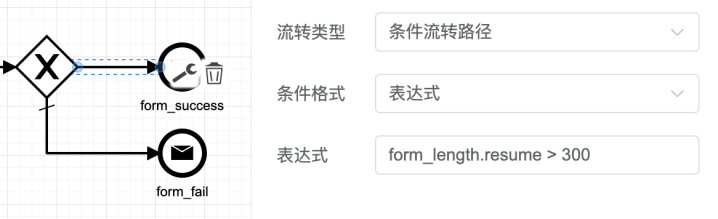 流转类型 条件流转路径
X
form_success
条件格式 表达式
表达式 form_length.resume > 300
form_fail